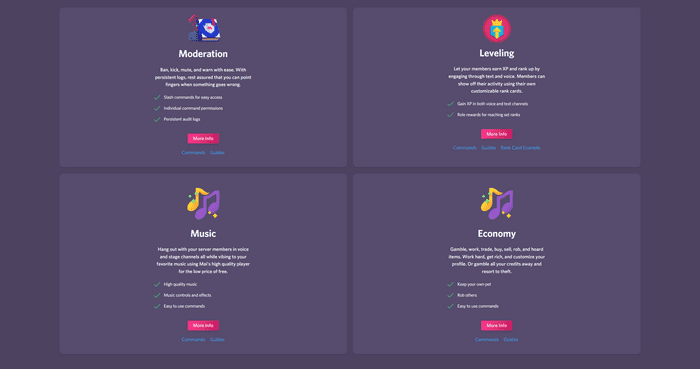 Moderation
Ban, kick, mute, and warn with ease. With
persistent logs, rest assured that you can point
fingers when something goes wrong.
Slash commands for easy access
Individual command permissions
Persistent audit logs
More Info
Commands Guides
Leveling
Let your members earn XP and rank up by
engaging through text and voice. Members can
show off their activity using their own
customizable rank cards.
Gain XP in both voice and text channels
Role rewards for reaching set ranks
More Info
Commands Guides Rank Card Example
Music
Hang out with your server members in voice
and stage channels all while vibing to your
favorite music using Mai's high quality player
for the low price of free.
High quality music
Music controls and effects
Easy to use commands
More Info
Commands Guides
Economy
Gamble, work, trade, buy, sell, rob, and hoard
items. Work hard, get rich, and customize your
profile. Or gamble all your credits away and
resort to theft.
Keep your own pet
Rob others
Easy to use commands
More Info
Commands Guides